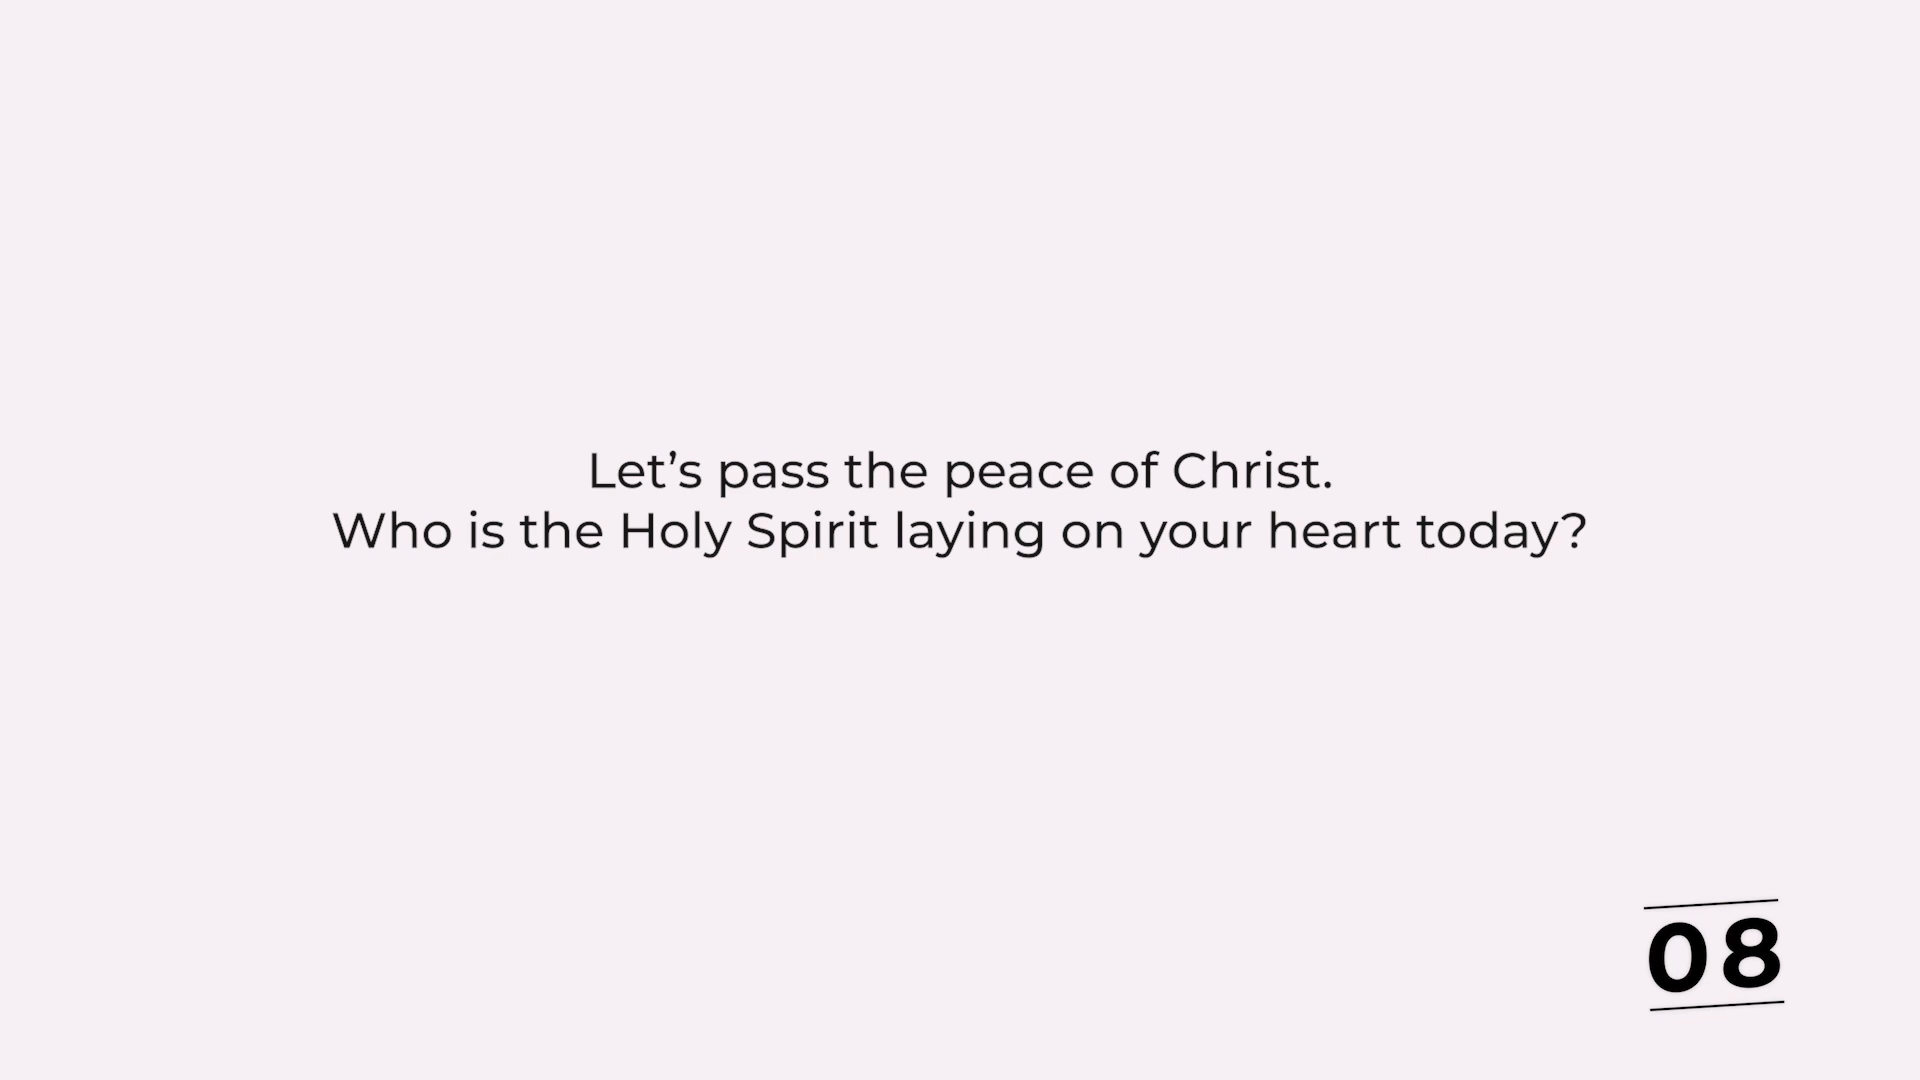 Let’s pass the peace of Christ.
Who is the Holy Spirit laying on your heart today?
08